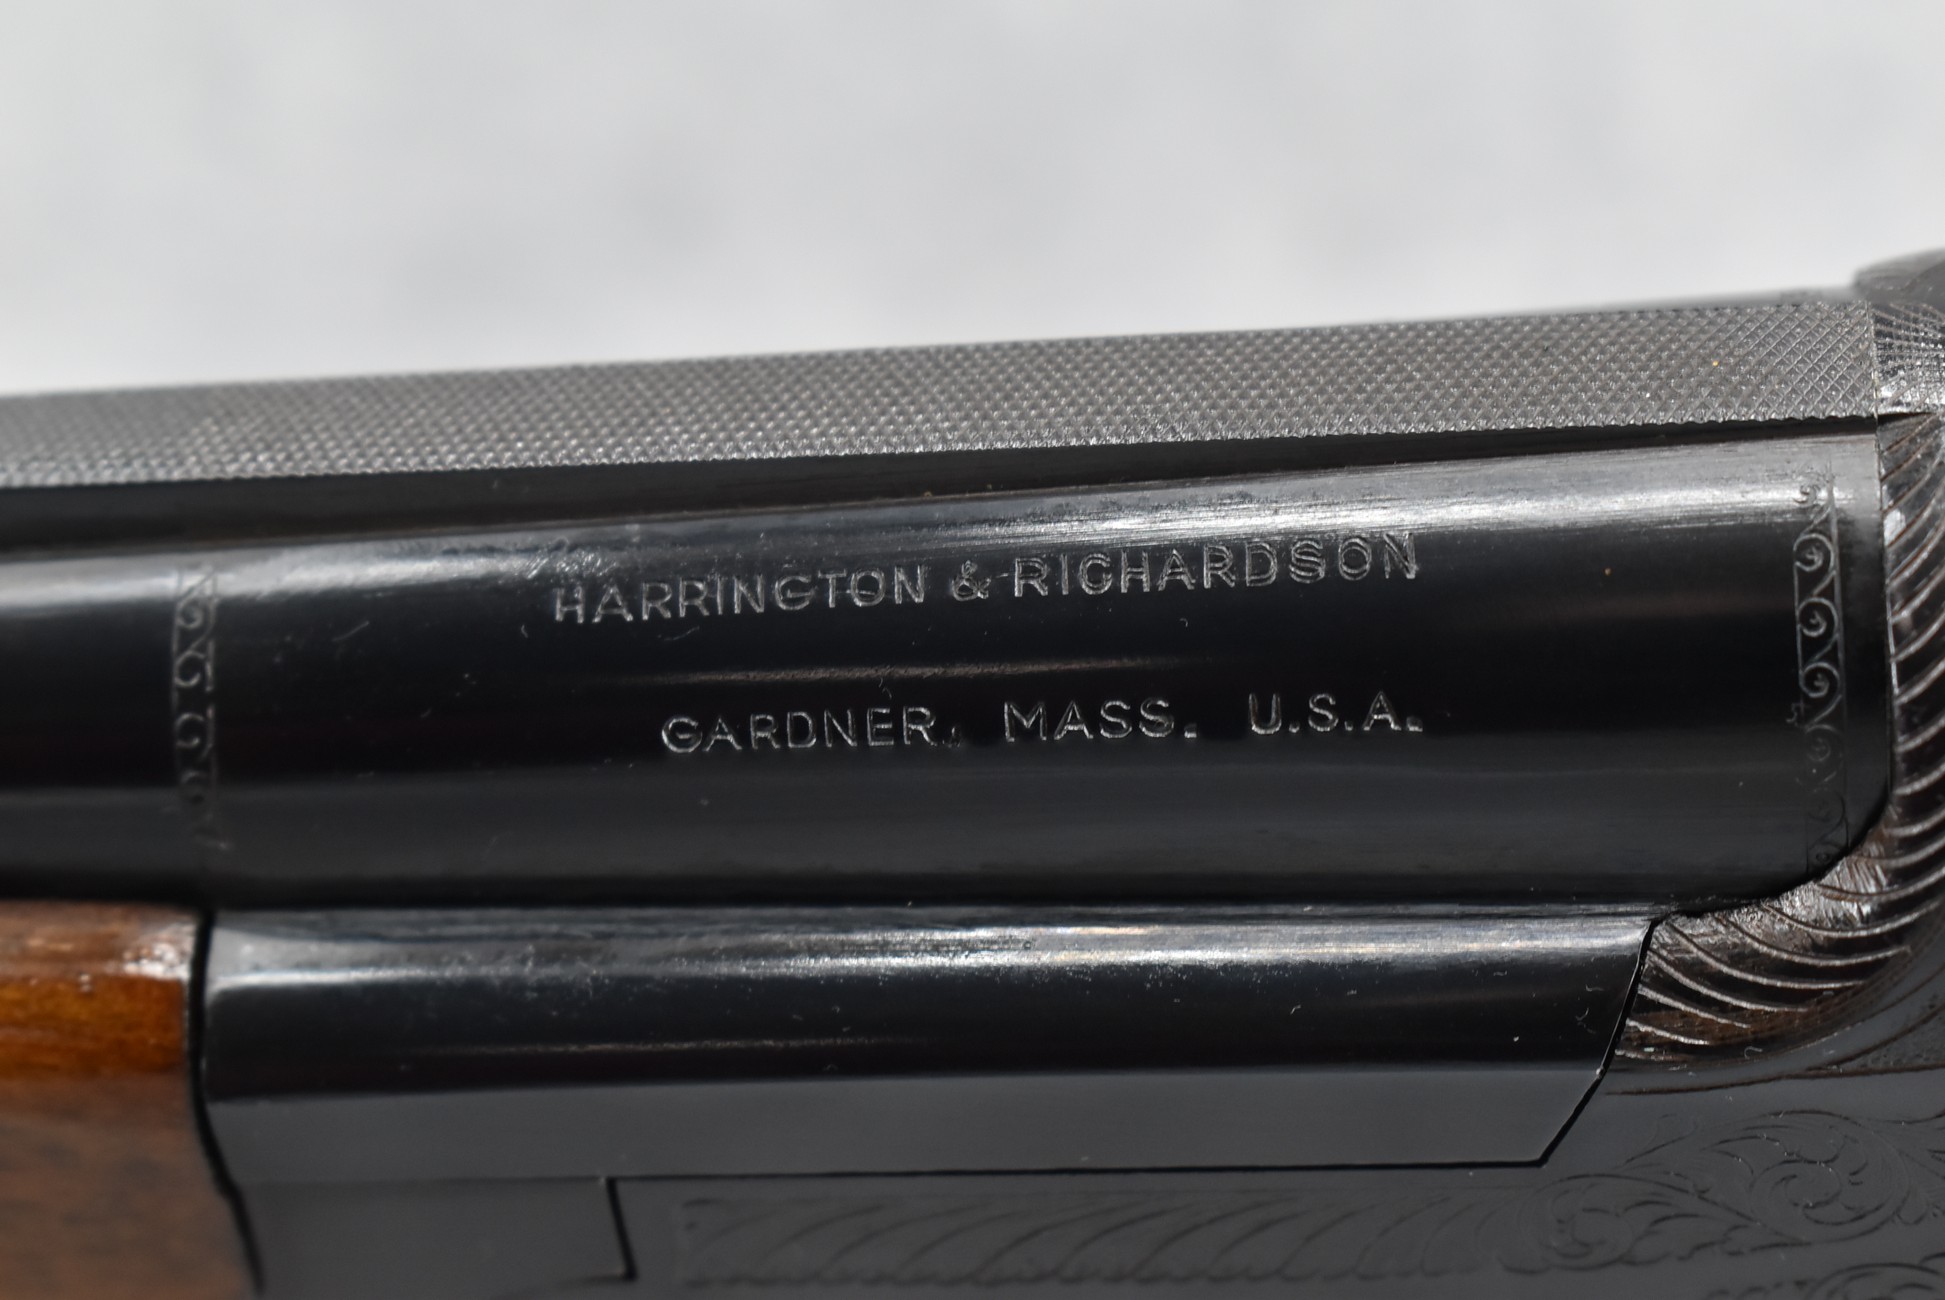 HARRINGTON & RICHARDSON
GARDNER, MASS. U.S.A.